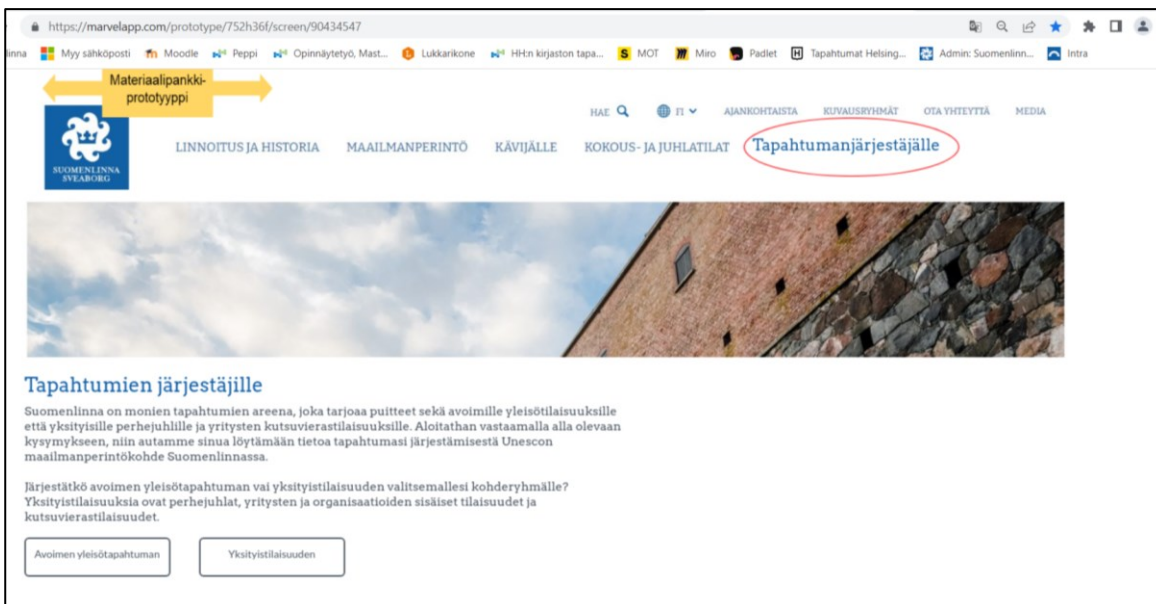 https://marvelapp.com/prototype/752h36f/screen/90434547
linna Myy sähköposti Moodle Peppi Opinnäytetyö, Mast... Lukkarikone HH:n kirjaston tapa... S MOT Miro Padlet H Tapahtumat Helsing... Admin: Suomenlinn... Intra
Materiaalipankki-
prototyyppi
HAE FI AJANKOHTAISTA KUVAUSRYHMÄT OTA YHTEYTTÄ MEDIA
LINNOITUS JA HISTORIA MAAILMANPERINTÖ KÄVIJÄLLE KOKOUS- JA JUHLATILAT Tapahtumanjärjestäjälle
SUOMENLINNA
SVEABORG
Tapahtumien järjestäjille
Suomenlinna on monien tapahtumien areena, joka tarjoaa puitteet sekä avoimille yleisötilaisuuksille
että yksityisille perhejuhlille ja yritysten kutsuvierastilaisuuksille. Aloitathan vastaamalla alla olevaan
kysymykseen, niin autamme sinua löytämään tietoa tapahtumasi järjestämisestä Unescon
maailmanperintökohde Suomenlinnassa.
Järjestätkö avoimen yleisötapahtuman vai yksityistilaisuuden valitsemallesi kohderyhmälle?
Yksityistilaisuuksia ovat perhejuhlat, yritysten ja organisaatioiden sisäiset tilaisuudet ja
kutsuvierastilaisuudet.
Avoimen yleisötapahtuman Yksityistilaisuuden